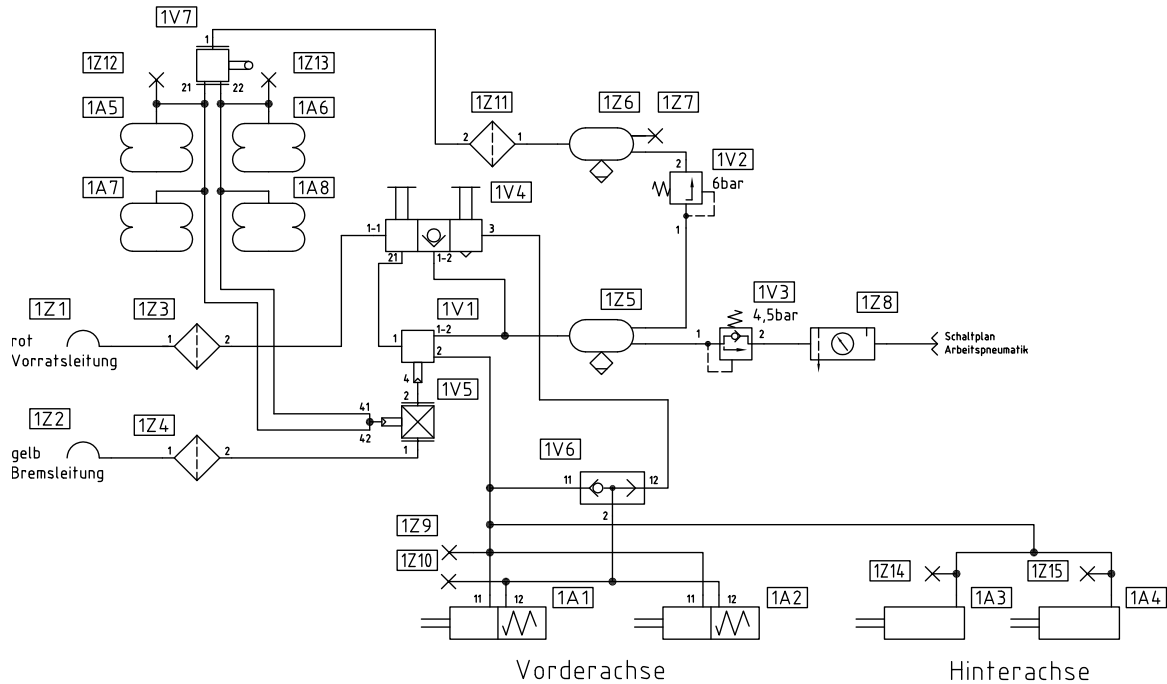 1V7
1
1Z12
1Z13
21
22
1A5
1A6
1Z11
1Z6
1Z7
2
1
2
1V2
6bar
1
1A7
1A8
1V4
1-1
3
21
1-2
1Z1
rot
Vorratsleitung
1Z3
1
2
1V1
1
1-2
2
4
1Z5
1V3
4,5bar
1
2
1Z8
Schaltplan
Arbeitspneumatik
1V5
2
41
42
1
1Z2
gelb
Bremsleitung
1Z4
1
2
1V6
11
12
2
1Z9
1Z10
11
12
1A1
11
12
1A2
1Z14
1A3
1Z15
1A4
Vorderachse
Hinterachse